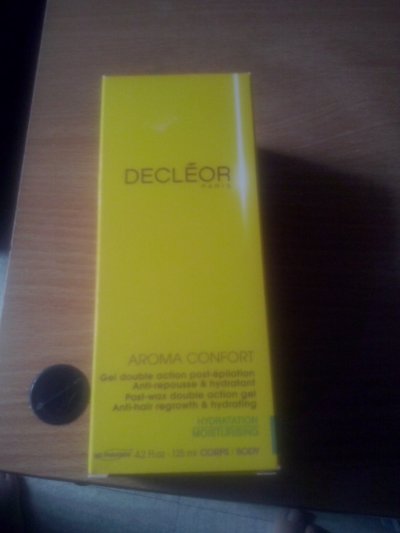 DECLÉOR
PARIS
AROMA CONFORT
Gel double action post-épilation
Anti-repousse & hydratant
Post-wax double action gel
Anti-hair regrowth & hydrating
HYDRATATION
MOISTURISING
4.2 Fl oz - 125 ml CORPS - BODY